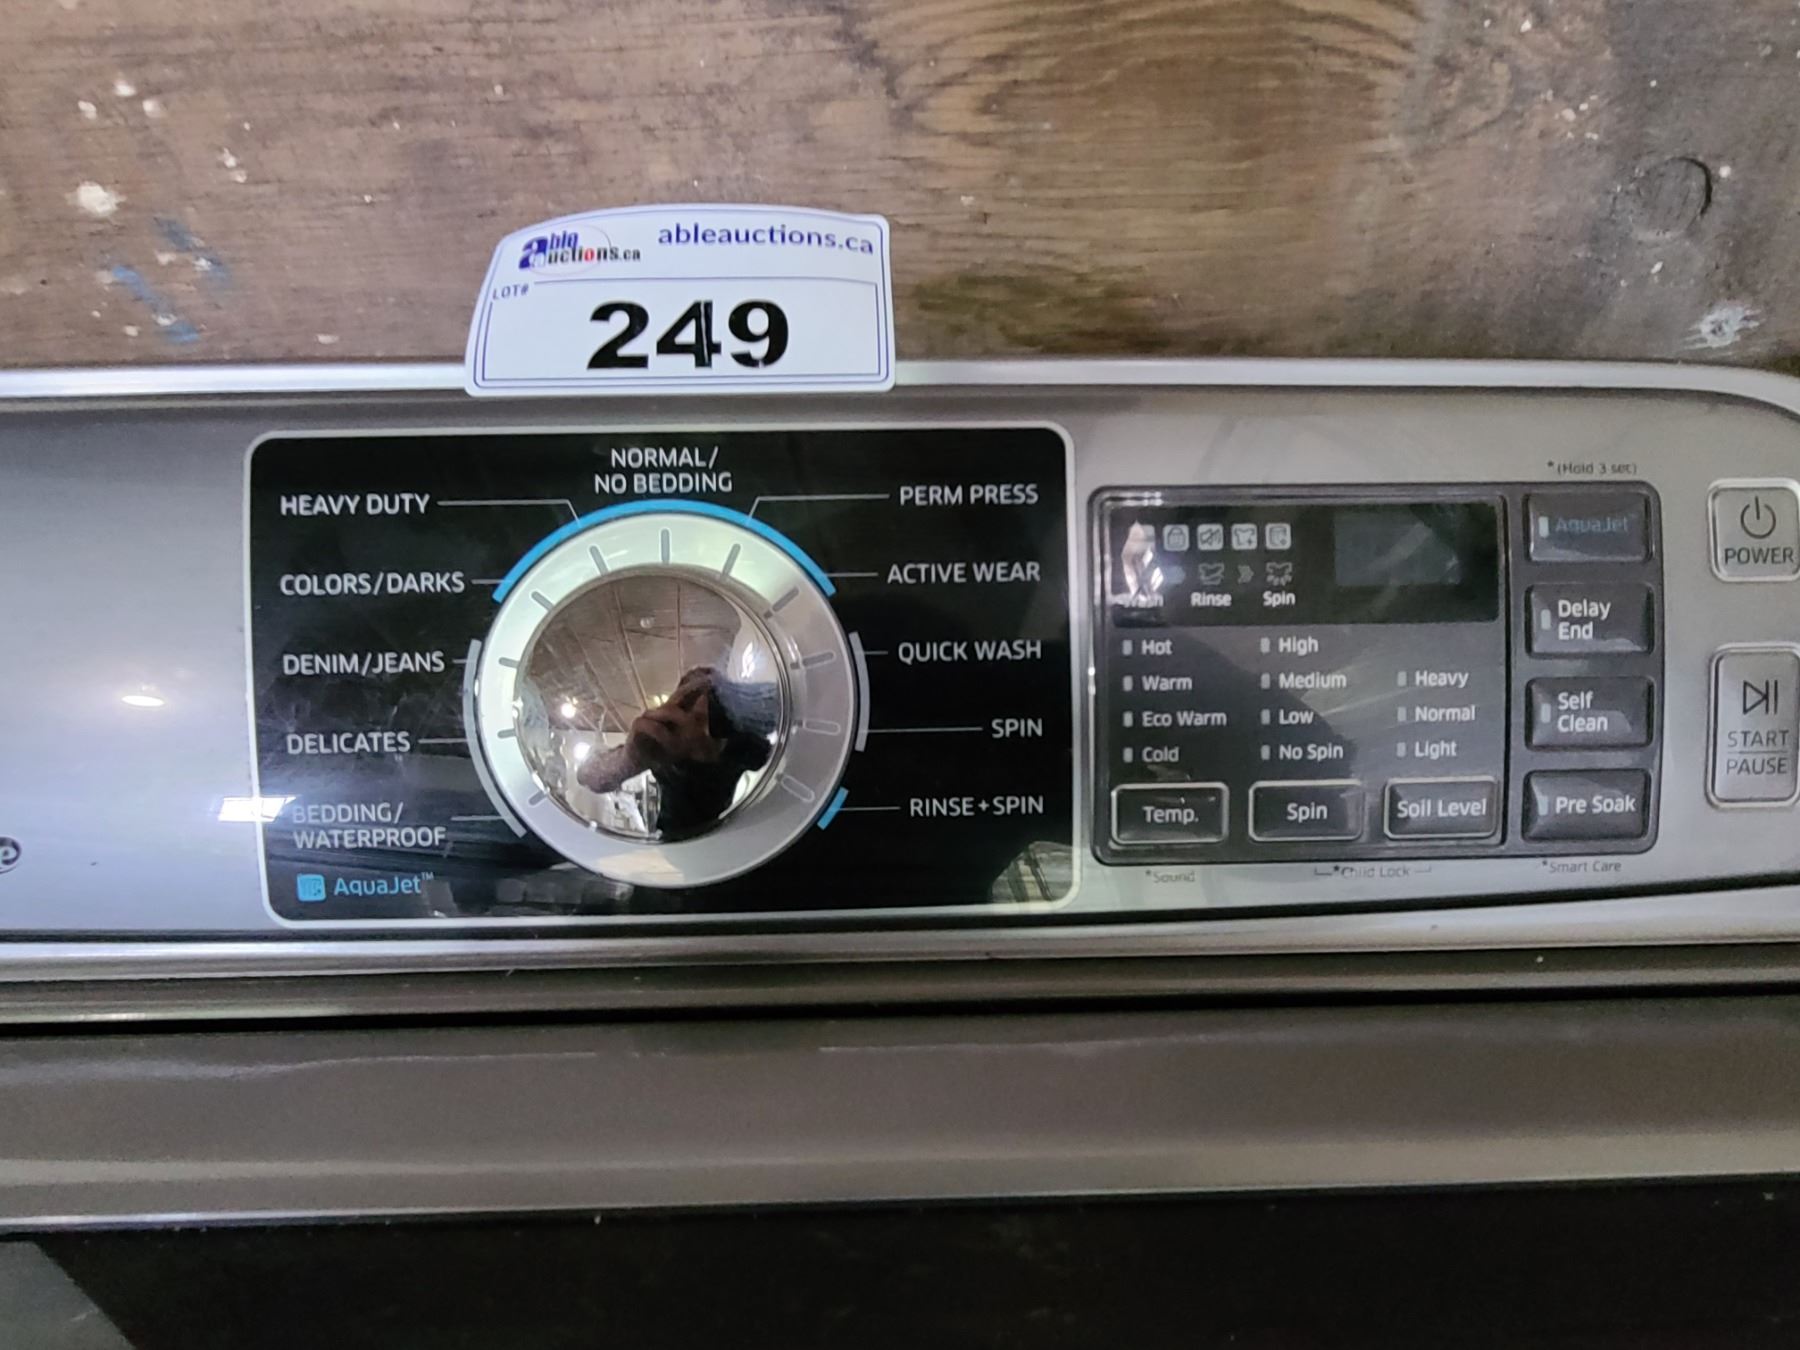 able auctions.ca
ableauctions.ca
LOT#
249
NORMAL/
NO BEDDING
HEAVY DUTY
COLORS/DARKS
DENIM/JEANS
DELICATES
BEDDING/
WATERPROOF
AquaJet™
PERM PRESS
ACTIVE WEAR
QUICK WASH
SPIN
RINSE+SPIN
Wash Rinse Spin
Hot High
Warm Medium Heavy
Eco Warm Low Normal
Cold No Spin Light
Temp. Spin Soil Level
*Sound
*Child Lock
*(Hold 3 sec)
AquaJet™
Delay
End
Self
Clean
Pre Soak
*Smart Care
POWER
START
PAUSE